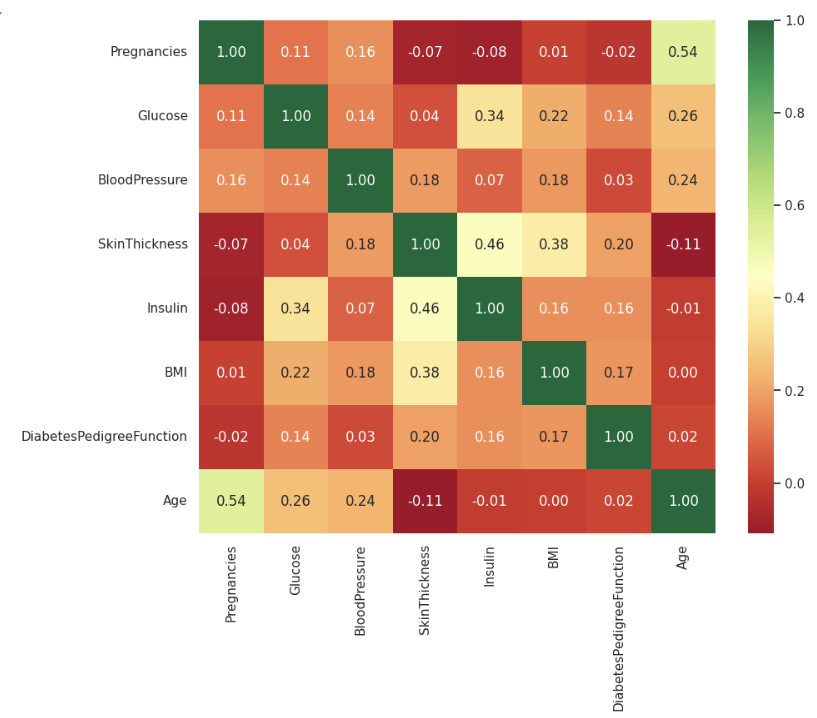 1.0
Pregnancies 1.00 0.11 0.16 -0.07 -0.08 0.01 -0.02 0.54
Glucose 0.11 1.00 0.14 0.04 0.34 0.22 0.14 0.26
0.8
BloodPressure 0.16 0.14 1.00 0.18 0.07 0.18 0.03 0.24
0.6
SkinThickness -0.07 0.04 0.18 1.00 0.46 0.38 0.20 -0.11
Insulin -0.08 0.34 0.07 0.46 1.00 0.16 0.16 -0.01
0.4
BMI 0.01 0.22 0.18 0.38 0.16 1.00 0.17 0.00
0.2
DiabetesPedigreeFunction -0.02 0.14 0.03 0.20 0.16 0.17 1.00 0.02
0.0
Age 0.54 0.26 0.24 -0.11 -0.01 0.00 0.02 1.00
Pregnancies
Glucose
BloodPressure
SkinThickness
Insulin
BMI
DiabetesPedigreeFunction
Age